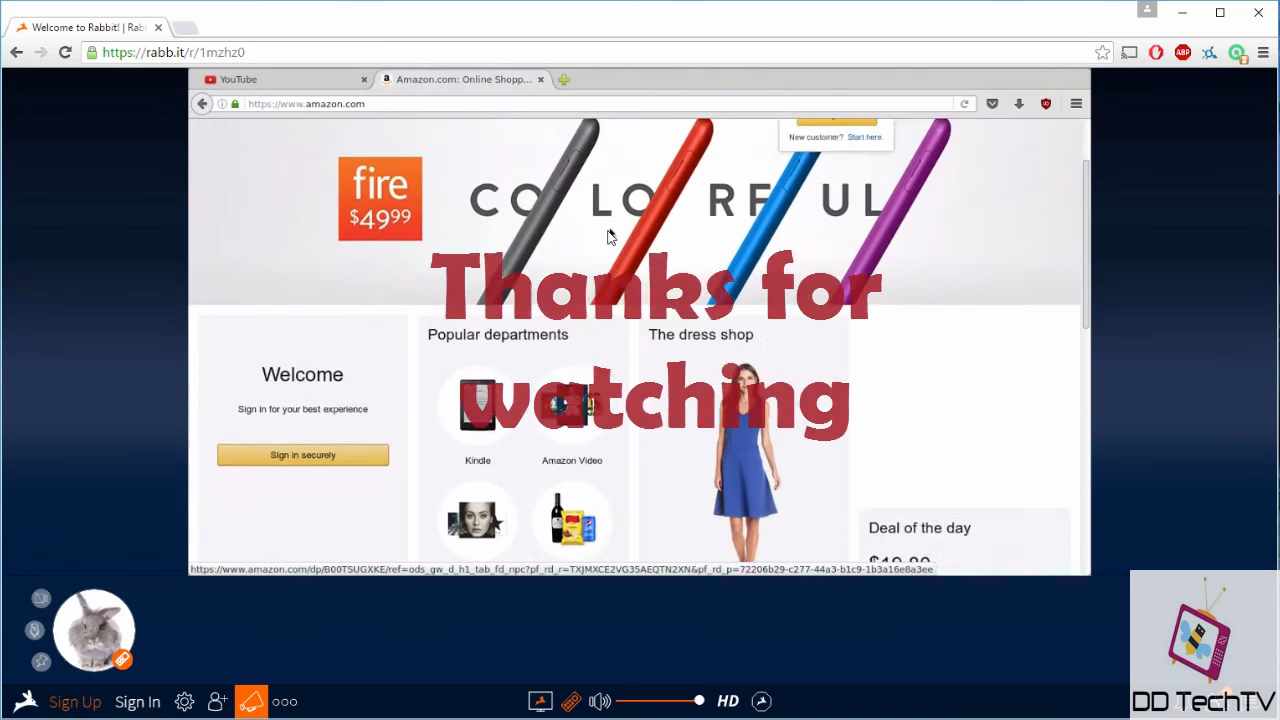 Welcome to Rabbit! | Rabl
https://rabb.it/r/1mzhz0
ABP
2
YouTube
a Amazon.com: Online Shopp...
https://www.amazon.com
New customer? Start here.
fire
$49.99
COLORFUL
Thanks for
watching
Popular departments
The dress shop
Welcome
Sign in for your best experience
Sign in securely
Kindle
Amazon Video
Deal of the day
https://www.amazon.com/dp/B00TSUGXKE/ref=ods_gw_d_h1_tab_fd_npc?pf_rd_r=TXJMXCE2VG35AEQTN2XN&pf_rd_p=72206b29-c277-44a3-b1c9-1b3a16e8a3ee
Sign Up
Sign In
HD
DD TechTV